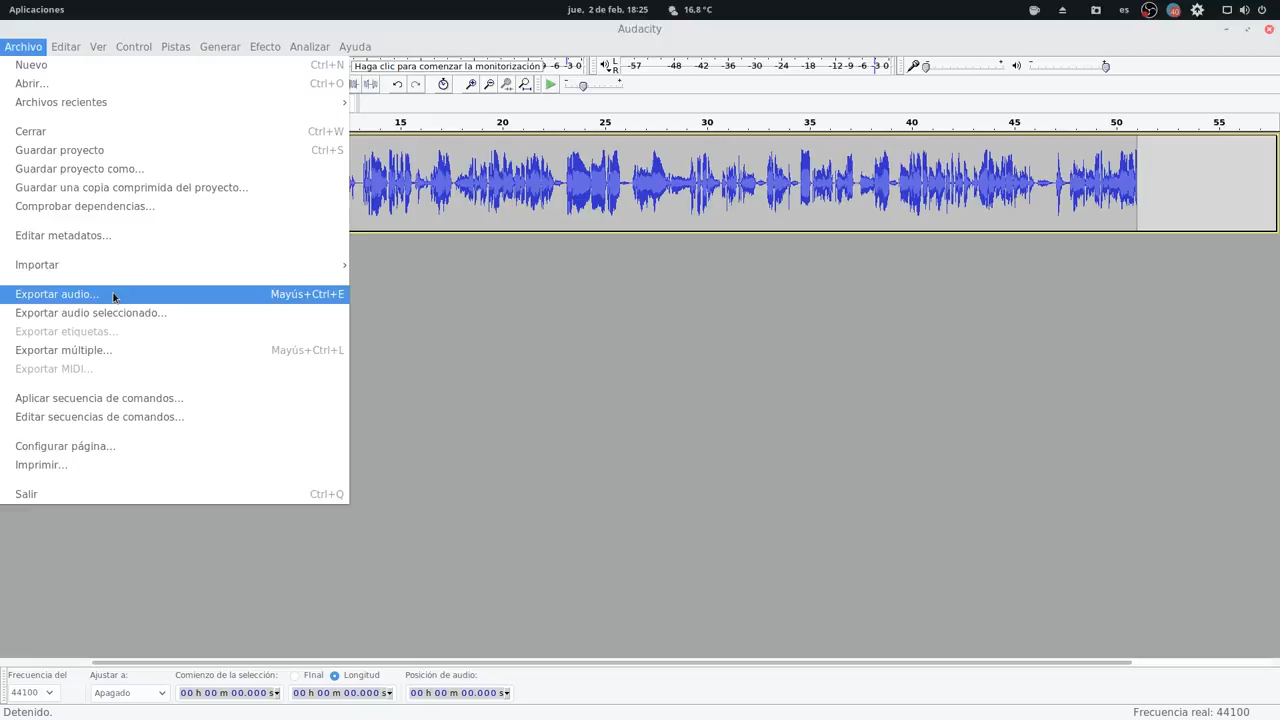 Aplicaciones
jue, 2 de feb, 18:25
16,8 °C
es
40
Audacity
Archivo Editar Ver Control Pistas Generar Efecto Analizar Ayuda
Nuevo Ctrl+N
Haga clic para comenzar la monitorización -6 -3 0
L
R
-57 -48 -42 -36 -30 -24 -18 -12 -9 -6 -3 0
Abrir... Ctrl+O
Archivos recientes
15 20 25 30 35 40 45 50 55
Cerrar Ctrl+W
Guardar proyecto Ctrl+S
Guardar proyecto como...
Guardar una copia comprimida del proyecto...
Comprobar dependencias...
Editar metadatos...
Importar
Exportar audio... Mayús+Ctrl+E
Exportar audio seleccionado...
Exportar etiquetas...
Exportar múltiple... Mayús+Ctrl+L
Exportar MIDI...
Aplicar secuencia de comandos...
Editar secuencias de comandos...
Configurar página...
Imprimir...
Salir Ctrl+Q
Frecuencia del Ajustar a: Comienzo de la selección: FInal Longitud Posición de audio:
44100 Apagado 00 h 00 m 00.000 s 00 h 00 m 00.000 s 00 h 00 m 00.000 s
Detenido. Frecuencia real: 44100